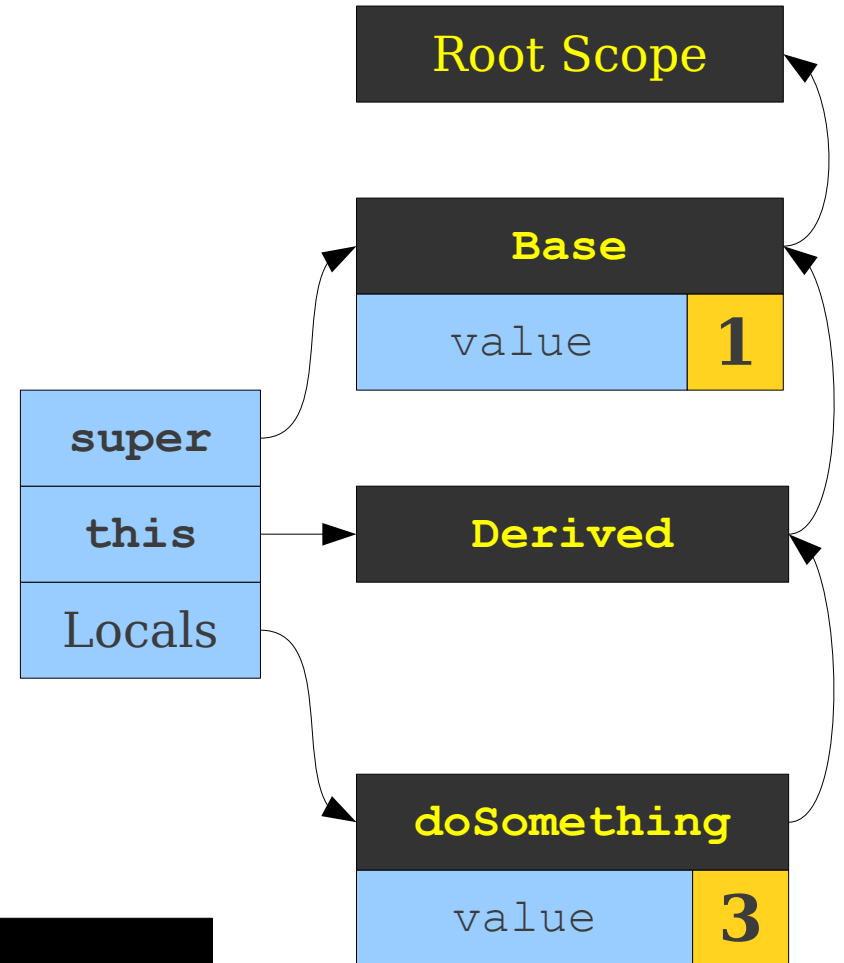 Root Scope
Base
value 1
super
this
Derived
Locals
doSomething
value 3